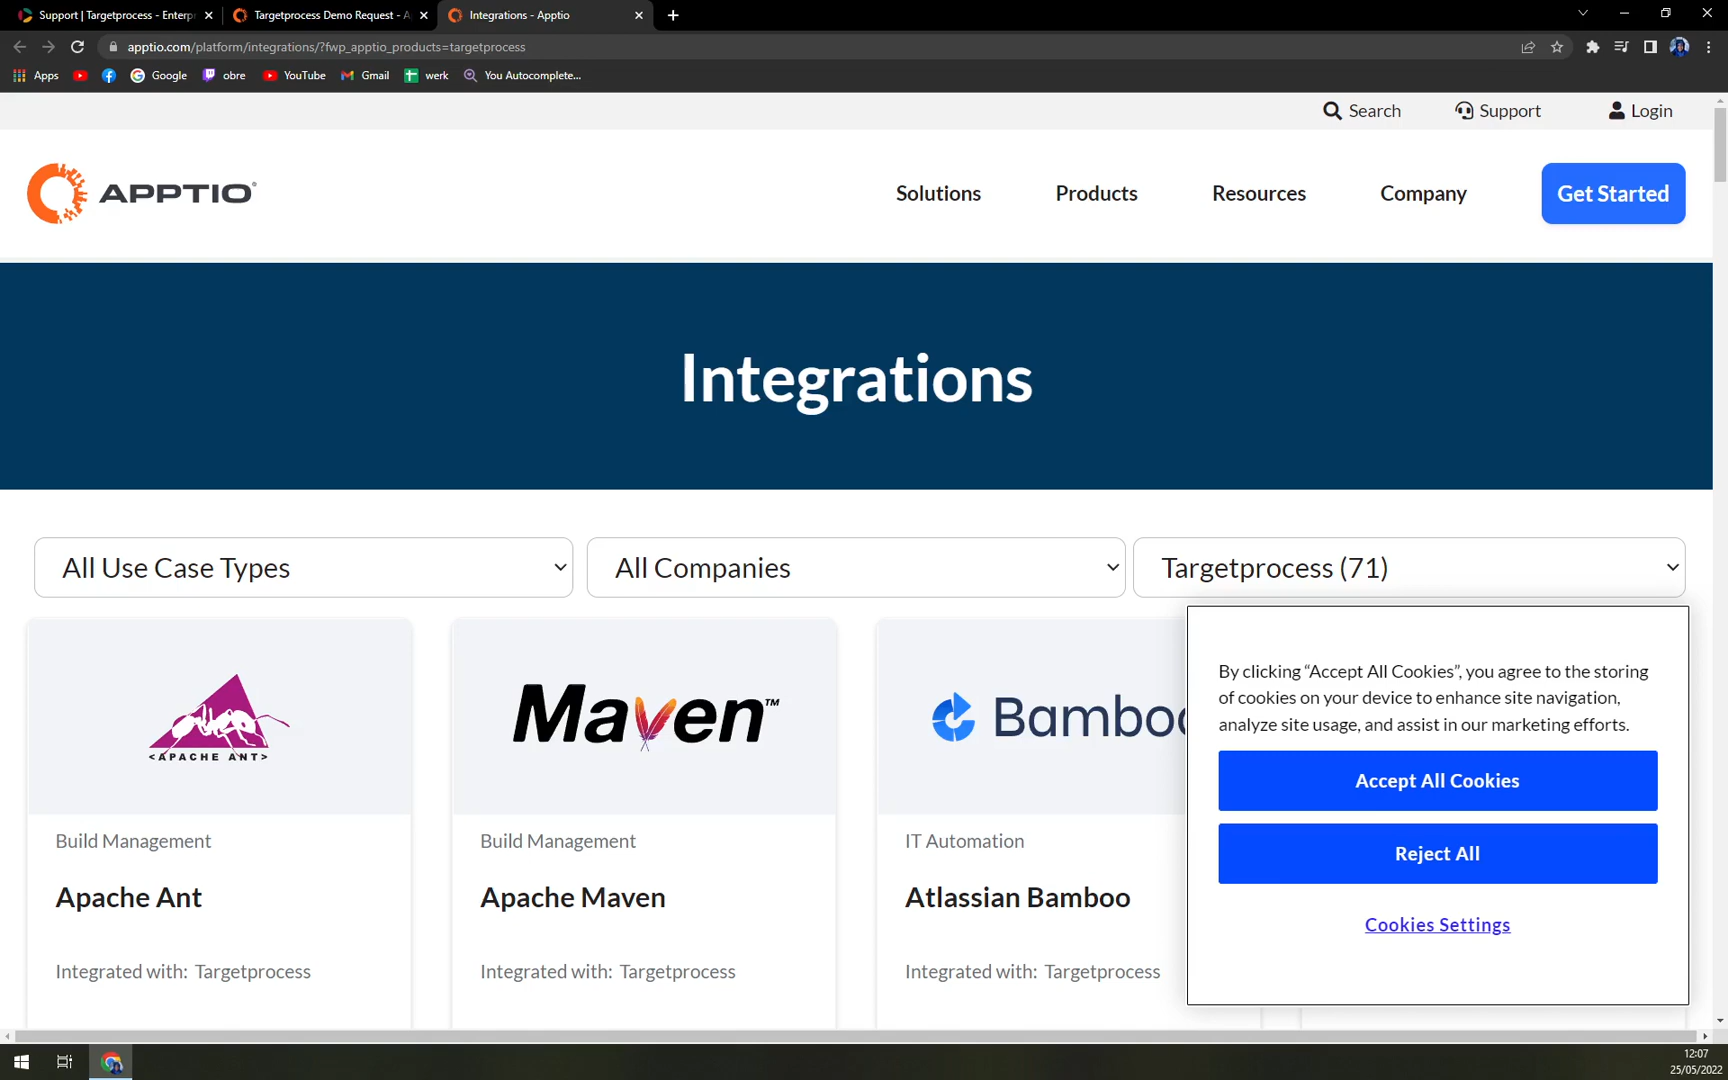 Support | Targetprocess - Enterpr
Targetprocess Demo Request - A
Integrations - Apptio
apptio.com/platform/integrations/?fwp_apptio_products=targetprocess
Apps
Google
obre
YouTube
Gmail
werk
You Autocomplete...
Search
Support
Login
APPTIO
Solutions
Products
Resources
Company
Get Started
Integrations
All Use Case Types
All Companies
Targetprocess (71)
<APACHE ANT>
Maven™
Bamboo
By clicking “Accept All Cookies”, you agree to the storing
of cookies on your device to enhance site navigation,
analyze site usage, and assist in our marketing efforts.
Accept All Cookies
Reject All
Cookies Settings
Build Management
Apache Ant
Integrated with: Targetprocess
Build Management
Apache Maven
Integrated with: Targetprocess
IT Automation
Atlassian Bamboo
Integrated with: Targetprocess
12:07
25/05/2022